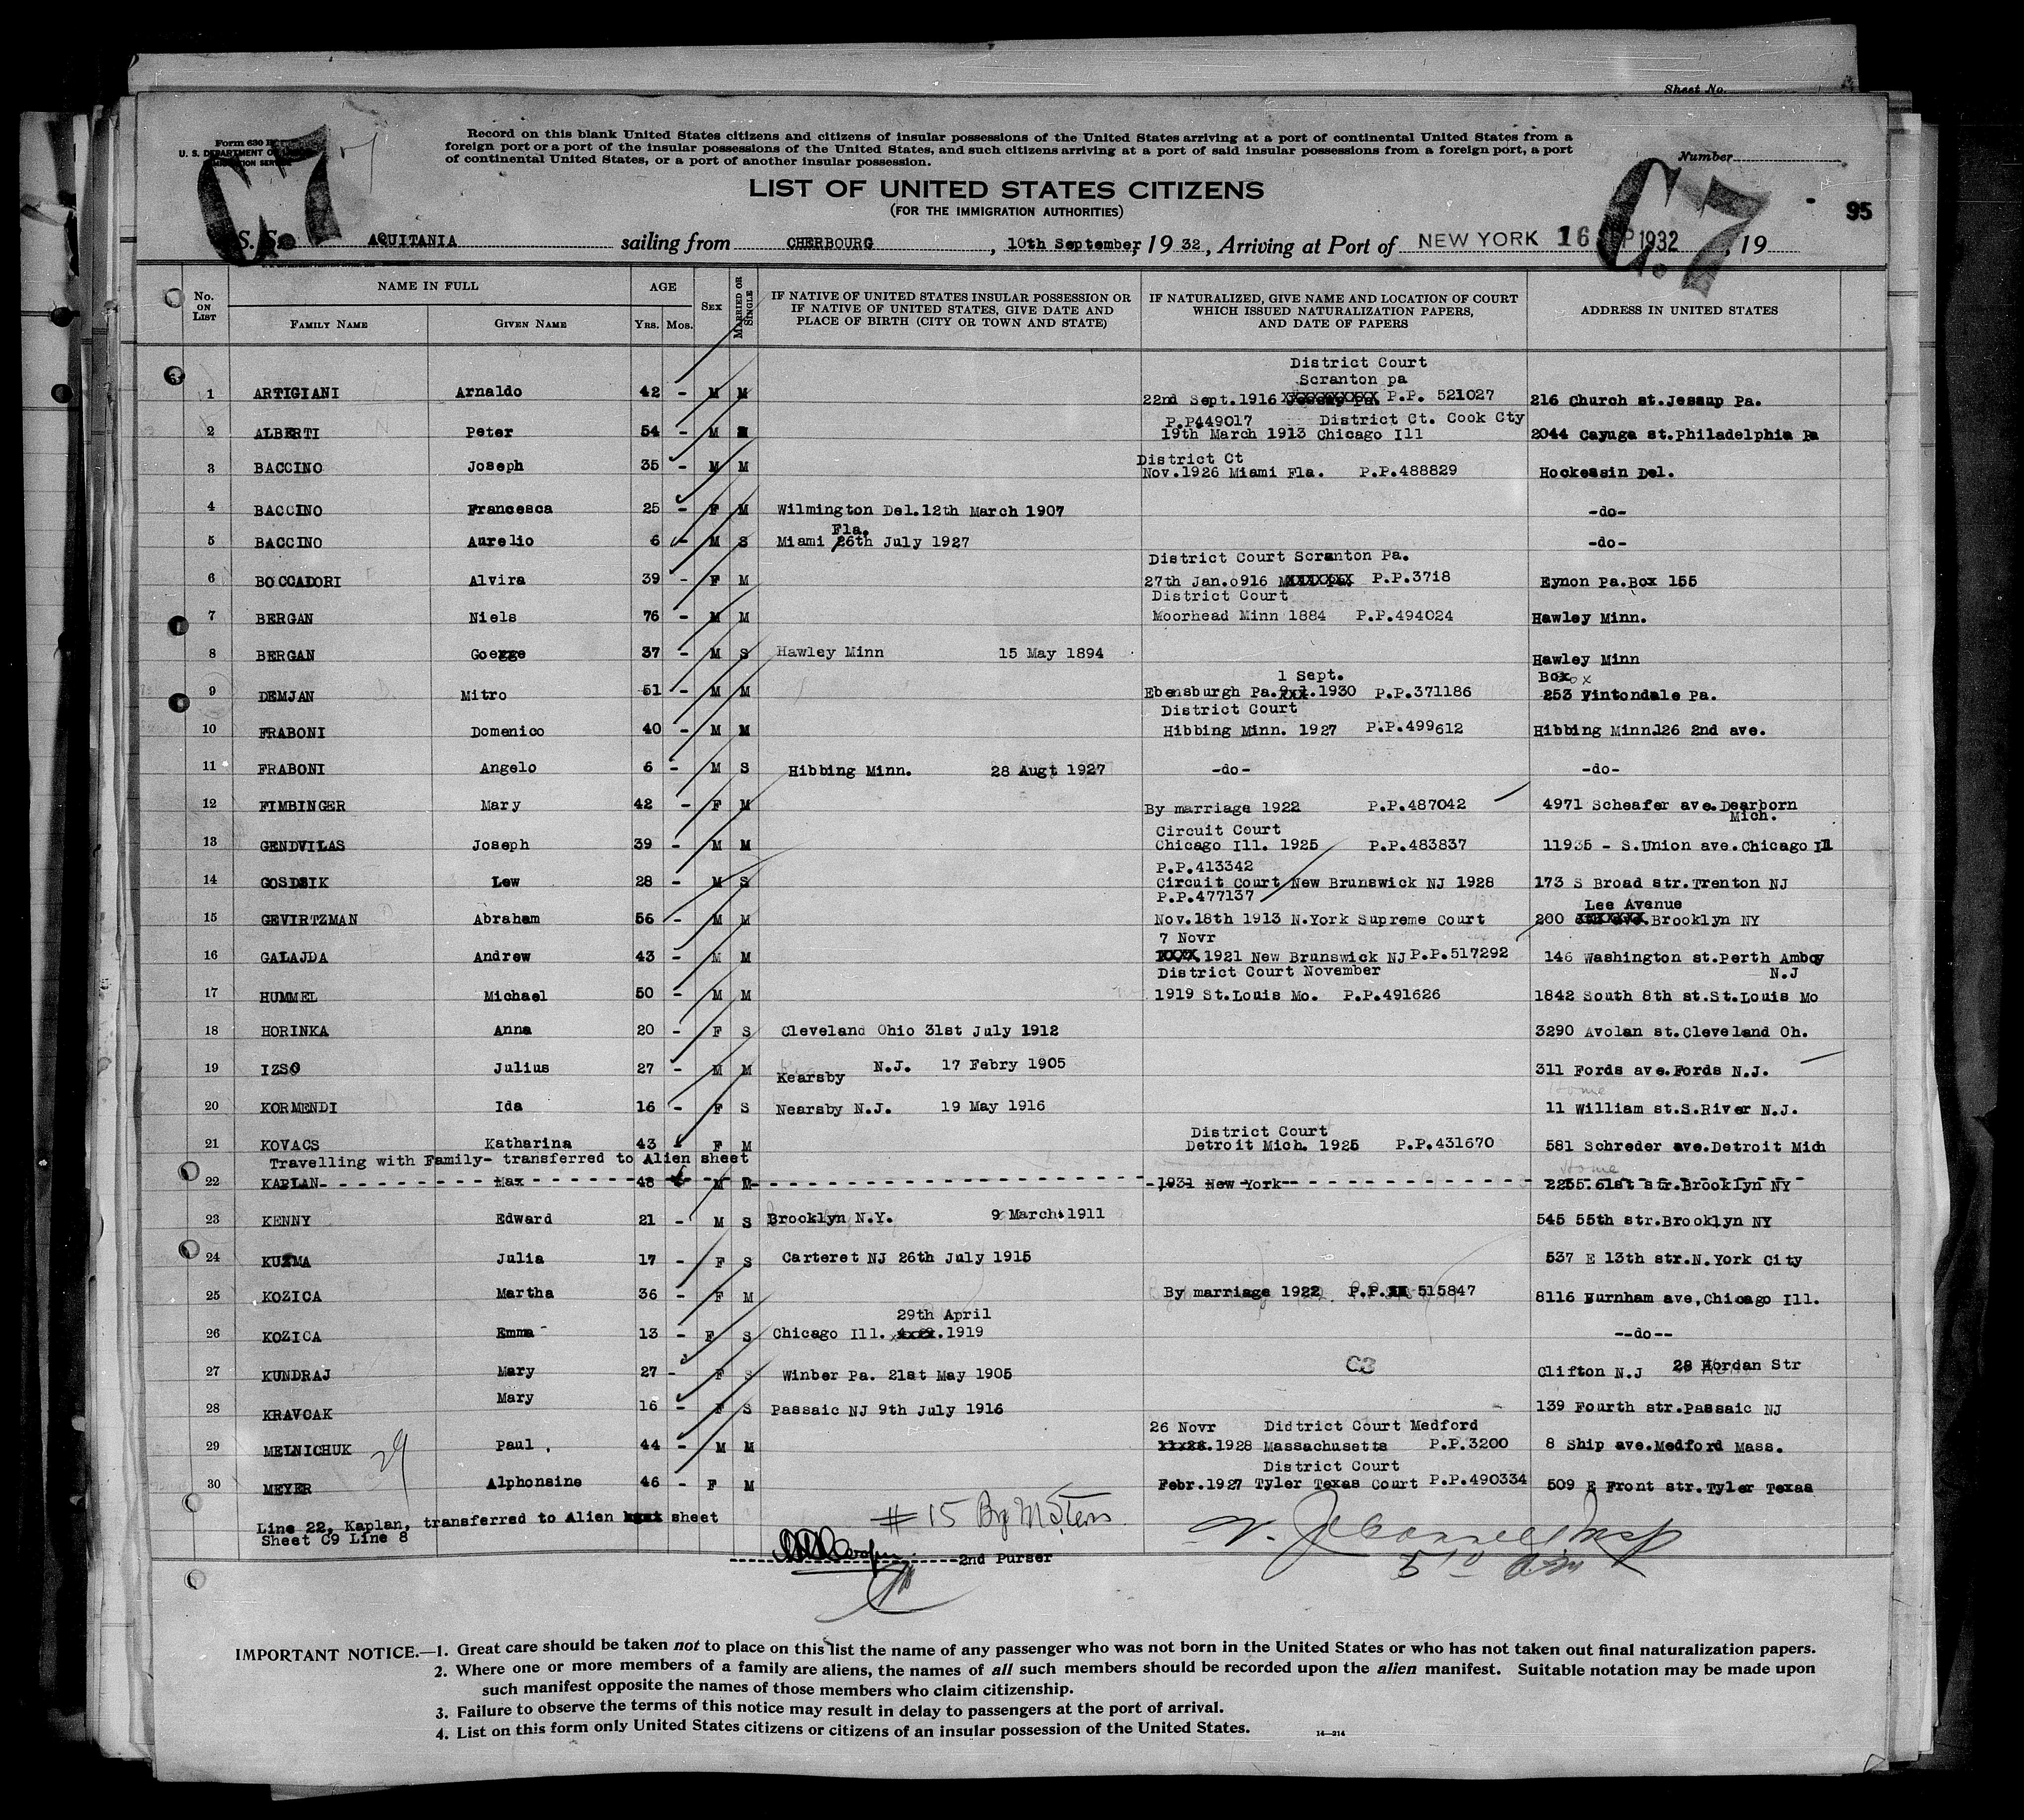 Sheet No.
Form 630
U. S. DEPARTMENT OF
IMMIGRATION SERVICE
C.7
Record on this blank United States citizens and citizens of insular possessions of the United States arriving at a port of continental United States from a
foreign port or a port of the insular possessions of the United States, and such citizens arriving at a port of said insular possessions from a foreign port, a port
of continental United States, or a port of another insular possession.
Number
C.7
95
LIST OF UNITED STATES CITIZENS
(FOR THE IMMIGRATION AUTHORITIES)
S. S. AQUITANIA sailing from CHERBOURG, 10th September, 1932, Arriving at Port of NEW YORK 16 SEP 1932, 19
No. ON LIST NAME IN FULL AGE SEX MARRIED OR SINGLE IF NATIVE OF UNITED STATES INSULAR POSSESSION OR IF NATIVE OF UNITED STATES, GIVE DATE AND PLACE OF BIRTH (CITY OR TOWN AND STATE) IF NATURALIZED, GIVE NAME AND LOCATION OF COURT WHICH ISSUED NATURALIZATION PAPERS, AND DATE OF PAPERS ADDRESS IN UNITED STATES
FAMILY NAME GIVEN NAME YRS. MOS.
District Court
Scranton pa
1 ARTIGIANI Arnaldo 42 - M M 22nd Sept.1916 P.P. 521027 216 Church st.Jessup Pa.
P.P449017 District Ct. Cook Cty
2 ALBERTI Peter 54 - M 19th March 1913 Chicago Ill 2044 Cayuga st.Philadelphia Pa
District Ct
3 BACCINO Joseph 35 - M M Nov.1926 Miami Fla. P.P.488829 Hockessin Del.
4 BACCINO Francesca 25 - F M Wilmington Del.12th March 1907 -do-
Fla.
5 BACCINO Aurelio 6 - M S Miami 26th July 1927 -do-
District Court Scranton Pa.
6 BOCCADORI Alvira 39 - F M 27th Jan.o916 P.P.3718 Eynon Pa.Box 155
District Court
7 BERGAN Niels 76 - M M Moorhead Minn 1884 P.P.494024 Hawley Minn.
8 BERGAN Goegge 37 - M S Hawley Minn 15 May 1894 Hawley Minn
1 Sept. Box
9 DEMJAN Mitro 51 - M M Ebensburgh Pa. 1930 P.P.371186 253 Vintondale Pa.
District Court
10 FRABONI Domenico 40 - M M Hibbing Minn. 1927 P.P.499612 Hibbing Minn.126 2nd ave.
11 FRABONI Angelo 6 - M S Hibbing Minn. 28 Augt 1927 -do- -do-
12 FIMBINGER Mary 42 - F M By marriage 1922 P.P.487042 4971 Scheafer ave.Dearborn
Mich.
Circuit Court
13 GENDVILAS Joseph 39 - M M Chicago Ill. 1925 P.P.483837 11935 - S.Union ave.Chicago Ill
P.P.413342
14 GOSDZIK Lew 28 - M S Circuit Court New Brunswick NJ 1928 173 S Broad str.Trenton NJ
P.P.477137 Lee Avenue
15 GEVIRTZMAN Abraham 56 - M M Nov.18th 1913 N.York Supreme Court 200 Brooklyn NY
7 Novr
16 GALAJDA Andrew 43 - M M 1921 New Brunswick NJ P.P.517292 146 Washington st.Perth Amboy
District Court November N.J
17 HUMMEL Michael 50 - M M 1919 St.Louis Mo. P.P.491626 1842 South 8th st.St.Louis Mo
18 HORINKA Anna 20 - F S Cleveland Ohio 31st July 1912 3290 Avolan st.Cleveland Oh.
19 IZSO Julius 27 - M M Kearsby N.J. 17 Febry 1905 311 Fords ave.Fords N.J.
Home
20 KORMENDI Ida 16 - F S Nearsby N.J. 19 May 1916 11 William st.S.River N.J.
District Court
21 KOVACS Katharina 43 - F M Detroit Mich. 1925 P.P.431670 581 Schreder ave.Detroit Mich
Travelling with Family- transferred to Alien sheet Home
22 KAPLAN Max 48 M M 1931 New York 2255.61st str.Brooklyn NY
23 KENNY Edward 21 - M S Brooklyn N.Y. 9 March 1911 545 55th str.Brooklyn NY
24 KUZMA Julia 17 - F S Carteret NJ 26th July 1915 537 E 13th str.N.York City
25 KOZICA Martha 36 - F M By marriage 1922 P.P. 515847 8116 Burnham ave,Chicago Ill.
29th April
26 KOZICA Emma 13 - F S Chicago Ill. .1919 --do--
27 KUNDRAJ Mary 27 - F S Winber Pa. 21st May 1905 C3 Clifton N.J 28 Hordan Str
28 KRAVCAK Mary 16 - F S Passaic NJ 9th July 1916 139 Fourth str.Passaic NJ
26 Novr Didtrict Court Medford
29 MELNICHUK Paul 44 - M M 11x28.1928 Massachusetts P.P.3200 8 Ship ave.Medford Mass.
29
District Court
30 MEYER Alphonsine 46 - F M Febr.1927 Tyler Texas Court P.P.490334 509 E Front str.Tyler Texas
Line 22, Kaplan, transferred to Alien sheet
Sheet C9 Line 8
# 15 By
2nd Purser
IMPORTANT NOTICE.—1. Great care should be taken not to place on this list the name of any passenger who was not born in the United States or who has not taken out final naturalization papers.
2. Where one or more members of a family are aliens, the names of all such members should be recorded upon the alien manifest. Suitable notation may be made upon
such manifest opposite the names of those members who claim citizenship.
3. Failure to observe the terms of this notice may result in delay to passengers at the port of arrival.
4. List on this form only United States citizens or citizens of an insular possession of the United States.
14—214